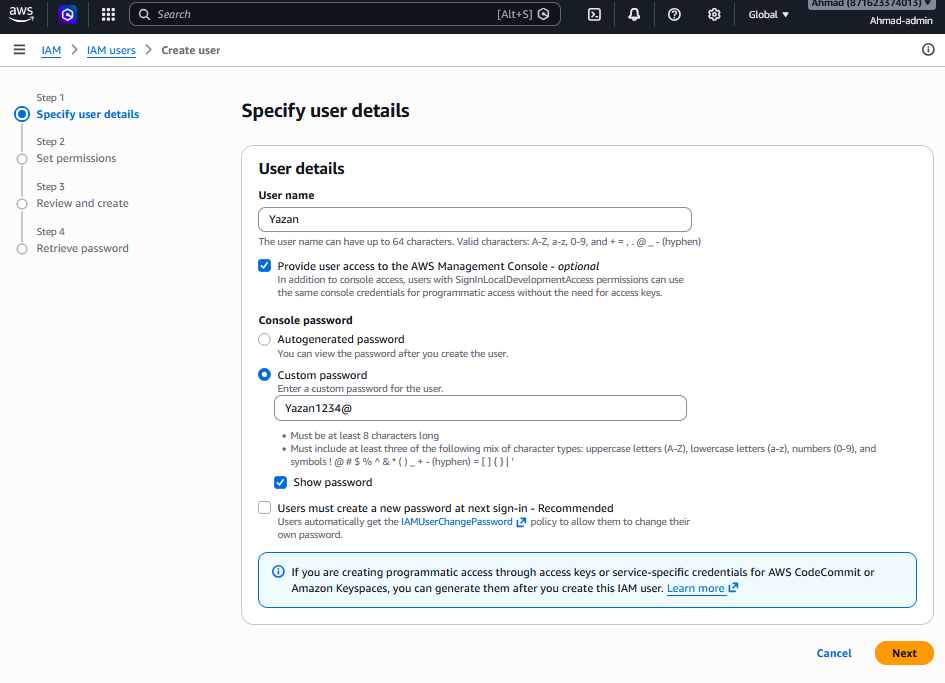 aws
Search
[Alt+S]
Global
Ahmad (871623374013)
Ahmad-admin
IAM
IAM users
Create user
Step 1
Specify user details
Step 2
Set permissions
Step 3
Review and create
Step 4
Retrieve password
Specify user details
User details
User name
Yazan
The user name can have up to 64 characters. Valid characters: A-Z, a-z, 0-9, and + = , . @ _ - (hyphen)
Provide user access to the AWS Management Console - optional
In addition to console access, users with SignInLocalDevelopmentAccess permissions can use
the same console credentials for programmatic access without the need for access keys.
Console password
Autogenerated password
You can view the password after you create the user.
Custom password
Enter a custom password for the user.
Yazan1234@
• Must be at least 8 characters long
• Must include at least three of the following mix of character types: uppercase letters (A-Z), lowercase letters (a-z), numbers (0-9), and
symbols ! @ # $ % ^ & * ( ) _ + - (hyphen) = [ ] { } | '
Show password
Users must create a new password at next sign-in - Recommended
Users automatically get the IAMUserChangePassword policy to allow them to change their
own password.
If you are creating programmatic access through access keys or service-specific credentials for AWS CodeCommit or
Amazon Keyspaces, you can generate them after you create this IAM user. Learn more
Cancel
Next